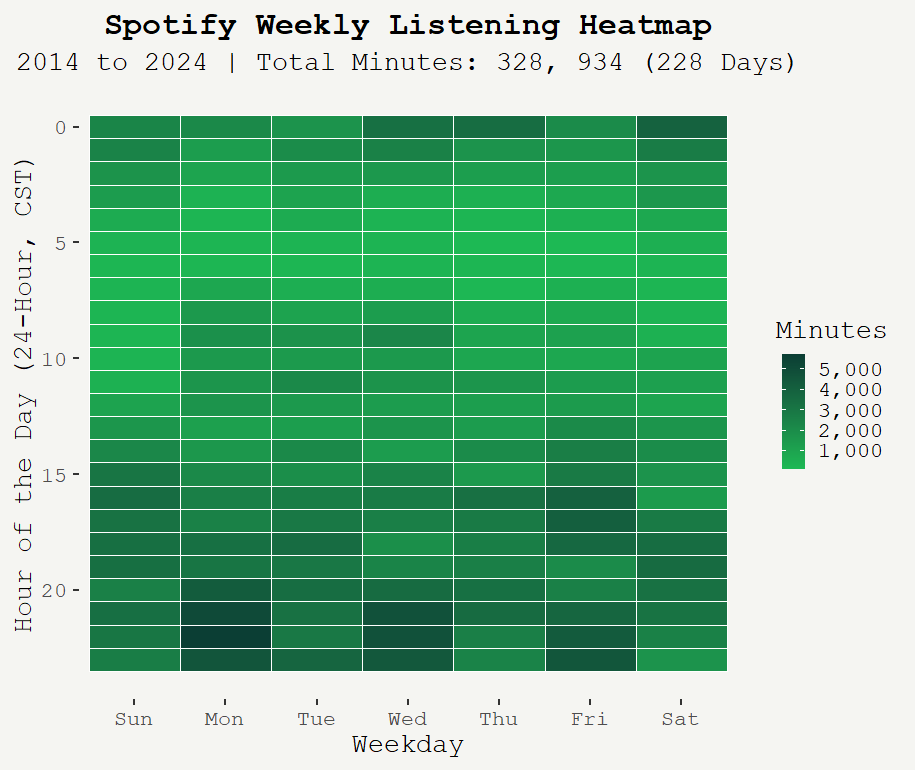 Spotify Weekly Listening Heatmap
2014 to 2024 | Total Minutes: 328, 934 (228 Days)
Hour of the Day (24-Hour, CST)
0
5
10
15
20
Sun Mon Tue Wed Thu Fri Sat
Weekday
Minutes
5,000
4,000
3,000
2,000
1,000